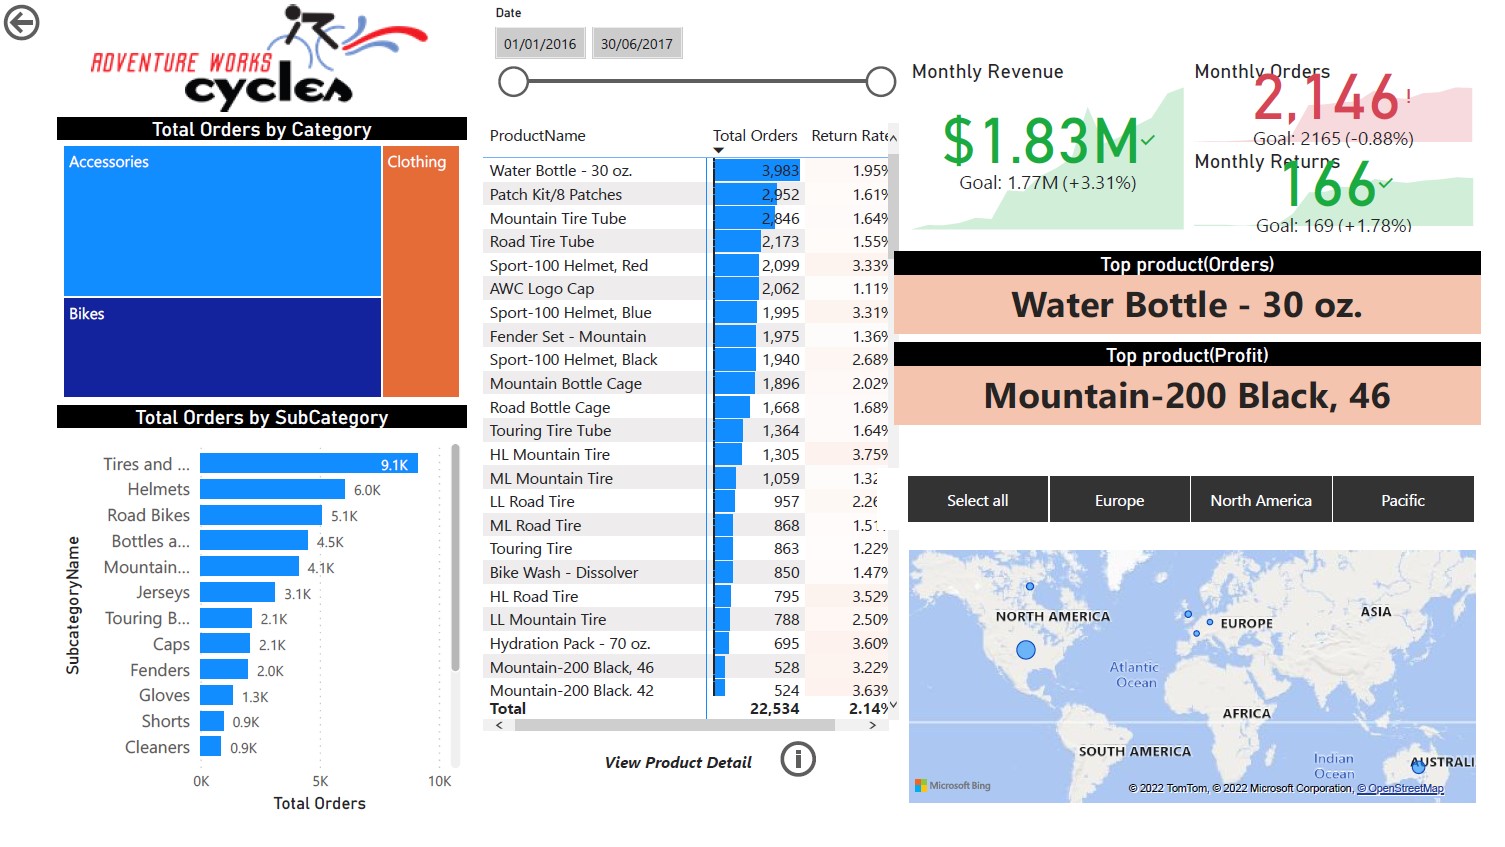 ADVENTURE WORKS
cycles
Date
01/01/2016 30/06/2017
Total Orders by Category
Accessories
Clothing
Bikes
Total Orders by SubCategory
SubcategoryName
Tires and ... 9.1K
Helmets 6.0K
Road Bikes 5.1K
Bottles a... 4.5K
Mountain... 4.1K
Jerseys 3.1K
Touring B... 2.1K
Caps 2.1K
Fenders 2.0K
Gloves 1.3K
Shorts 0.9K
Cleaners 0.9K
0K 5K 10K
Total Orders
ProductName Total Orders Return Rate
Water Bottle - 30 oz. 3,983 1.95%
Patch Kit/8 Patches 2,952 1.61%
Mountain Tire Tube 2,846 1.64%
Road Tire Tube 2,173 1.55%
Sport-100 Helmet, Red 2,099 3.33%
AWC Logo Cap 2,062 1.11%
Sport-100 Helmet, Blue 1,995 3.31%
Fender Set - Mountain 1,975 1.36%
Sport-100 Helmet, Black 1,940 2.68%
Mountain Bottle Cage 1,896 2.02%
Road Bottle Cage 1,668 1.68%
Touring Tire Tube 1,364 1.64%
HL Mountain Tire 1,305 3.75%
ML Mountain Tire 1,059 1.32
LL Road Tire 957 2.26
ML Road Tire 868 1.51
Touring Tire 863 1.22%
Bike Wash - Dissolver 850 1.47%
HL Road Tire 795 3.52%
LL Mountain Tire 788 2.50%
Hydration Pack - 70 oz. 695 3.60%
Mountain-200 Black, 46 528 3.22%
Mountain-200 Black, 42 524 3.63%
Total 22,534 2.14%
View Product Detail
Monthly Revenue
$1.83M
Goal: 1.77M (+3.31%)
Monthly Orders
2,146!
Goal: 2165 (-0.88%)
Monthly Returns
166
Goal: 169 (+1.78%)
Top product(Orders)
Water Bottle - 30 oz.
Top product(Profit)
Mountain-200 Black, 46
Select all Europe North America Pacific
NORTH AMERICA
EUROPE
ASIA
Atlantic
Ocean
AFRICA
SOUTH AMERICA
Indian
Ocean
AUSTRALI
Microsoft Bing
© 2022 TomTom, © 2022 Microsoft Corporation, © OpenStreetMap